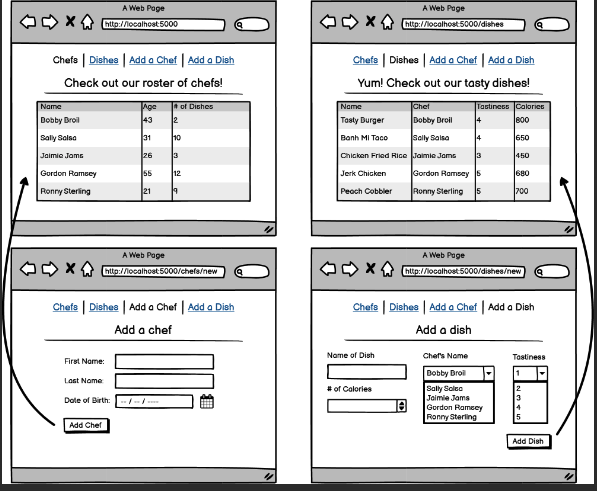 A Web Page
http://localhost:5000
Chefs | Dishes | Add a Chef | Add a Dish
Check out our roster of chefs!
Name Age # of Dishes
Bobby Broil 43 2
Sally Salsa 31 10
Jaimie Jams 26 3
Gordon Ramsey 55 12
Ronny Sterling 21 9
A Web Page
http://localhost:5000/dishes
Chefs | Dishes | Add a Chef | Add a Dish
Yum! Check out our tasty dishes!
Name Chef Tastiness Calories
Tasty Burger Bobby Broil 4 800
Banh Mi Taco Sally Salsa 4 650
Chicken Fried Rice Jaimie Jams 3 450
Jerk Chicken Gordon Ramsey 5 680
Peach Cobbler Ronny Sterling 5 700
A Web Page
http://localhost:5000/chefs/new
Chefs | Dishes | Add a Chef | Add a Dish
Add a chef
First Name:
Last Name:
Date of Birth: -- / -- / ----
Add Chef
A Web Page
http://localhost:5000/dishes/new
Chefs | Dishes | Add a Chef | Add a Dish
Add a dish
Name of Dish Chef's Name Tastiness
Bobby Broil 1
# of Calories
Sally Salsa 2
Jaimie Jams 3
Gordon Ramsey 4
Ronny Sterling 5
Add Dish